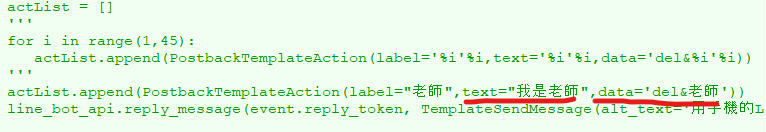 actList = []
'''
for i in range(1,45):
actList.append(PostbackTemplateAction(label='%i'%i,text='%i'%i,data='del&%i'%i))
'''
actList.append(PostbackTemplateAction(label="老師",text="我是老師",data='del&老師'))
line_bot_api.reply_message(event.reply_token, TemplateSendMessage(alt_text='用手機的L